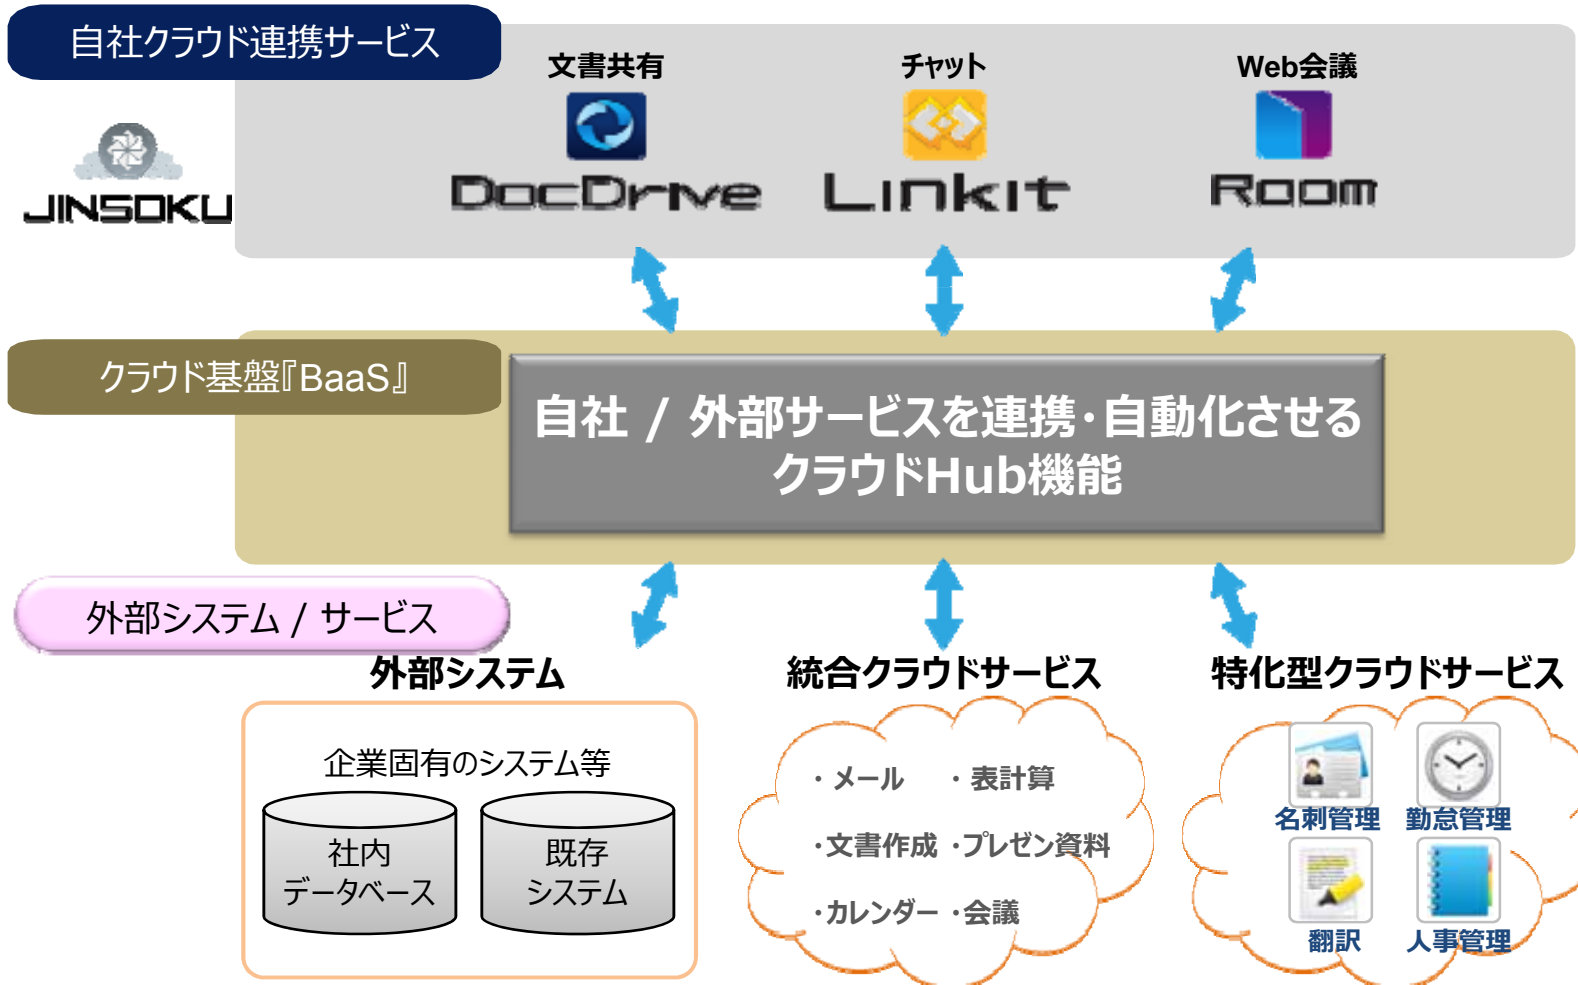 自社クラウド連携サービス
文書共有
チャット
Web会議
JINSOKU
DocDrive
Linkit
Room
クラウド基盤『BaaS』
自社 / 外部サービスを連携・自動化させる
クラウドHub機能
外部システム / サービス
外部システム
統合クラウドサービス
特化型クラウドサービス
企業固有のシステム等
社内
データベース
既存
システム
・メール ・表計算
・文書作成 ・プレゼン資料
・カレンダー ・会議
名刺管理 勤怠管理
翻訳 人事管理